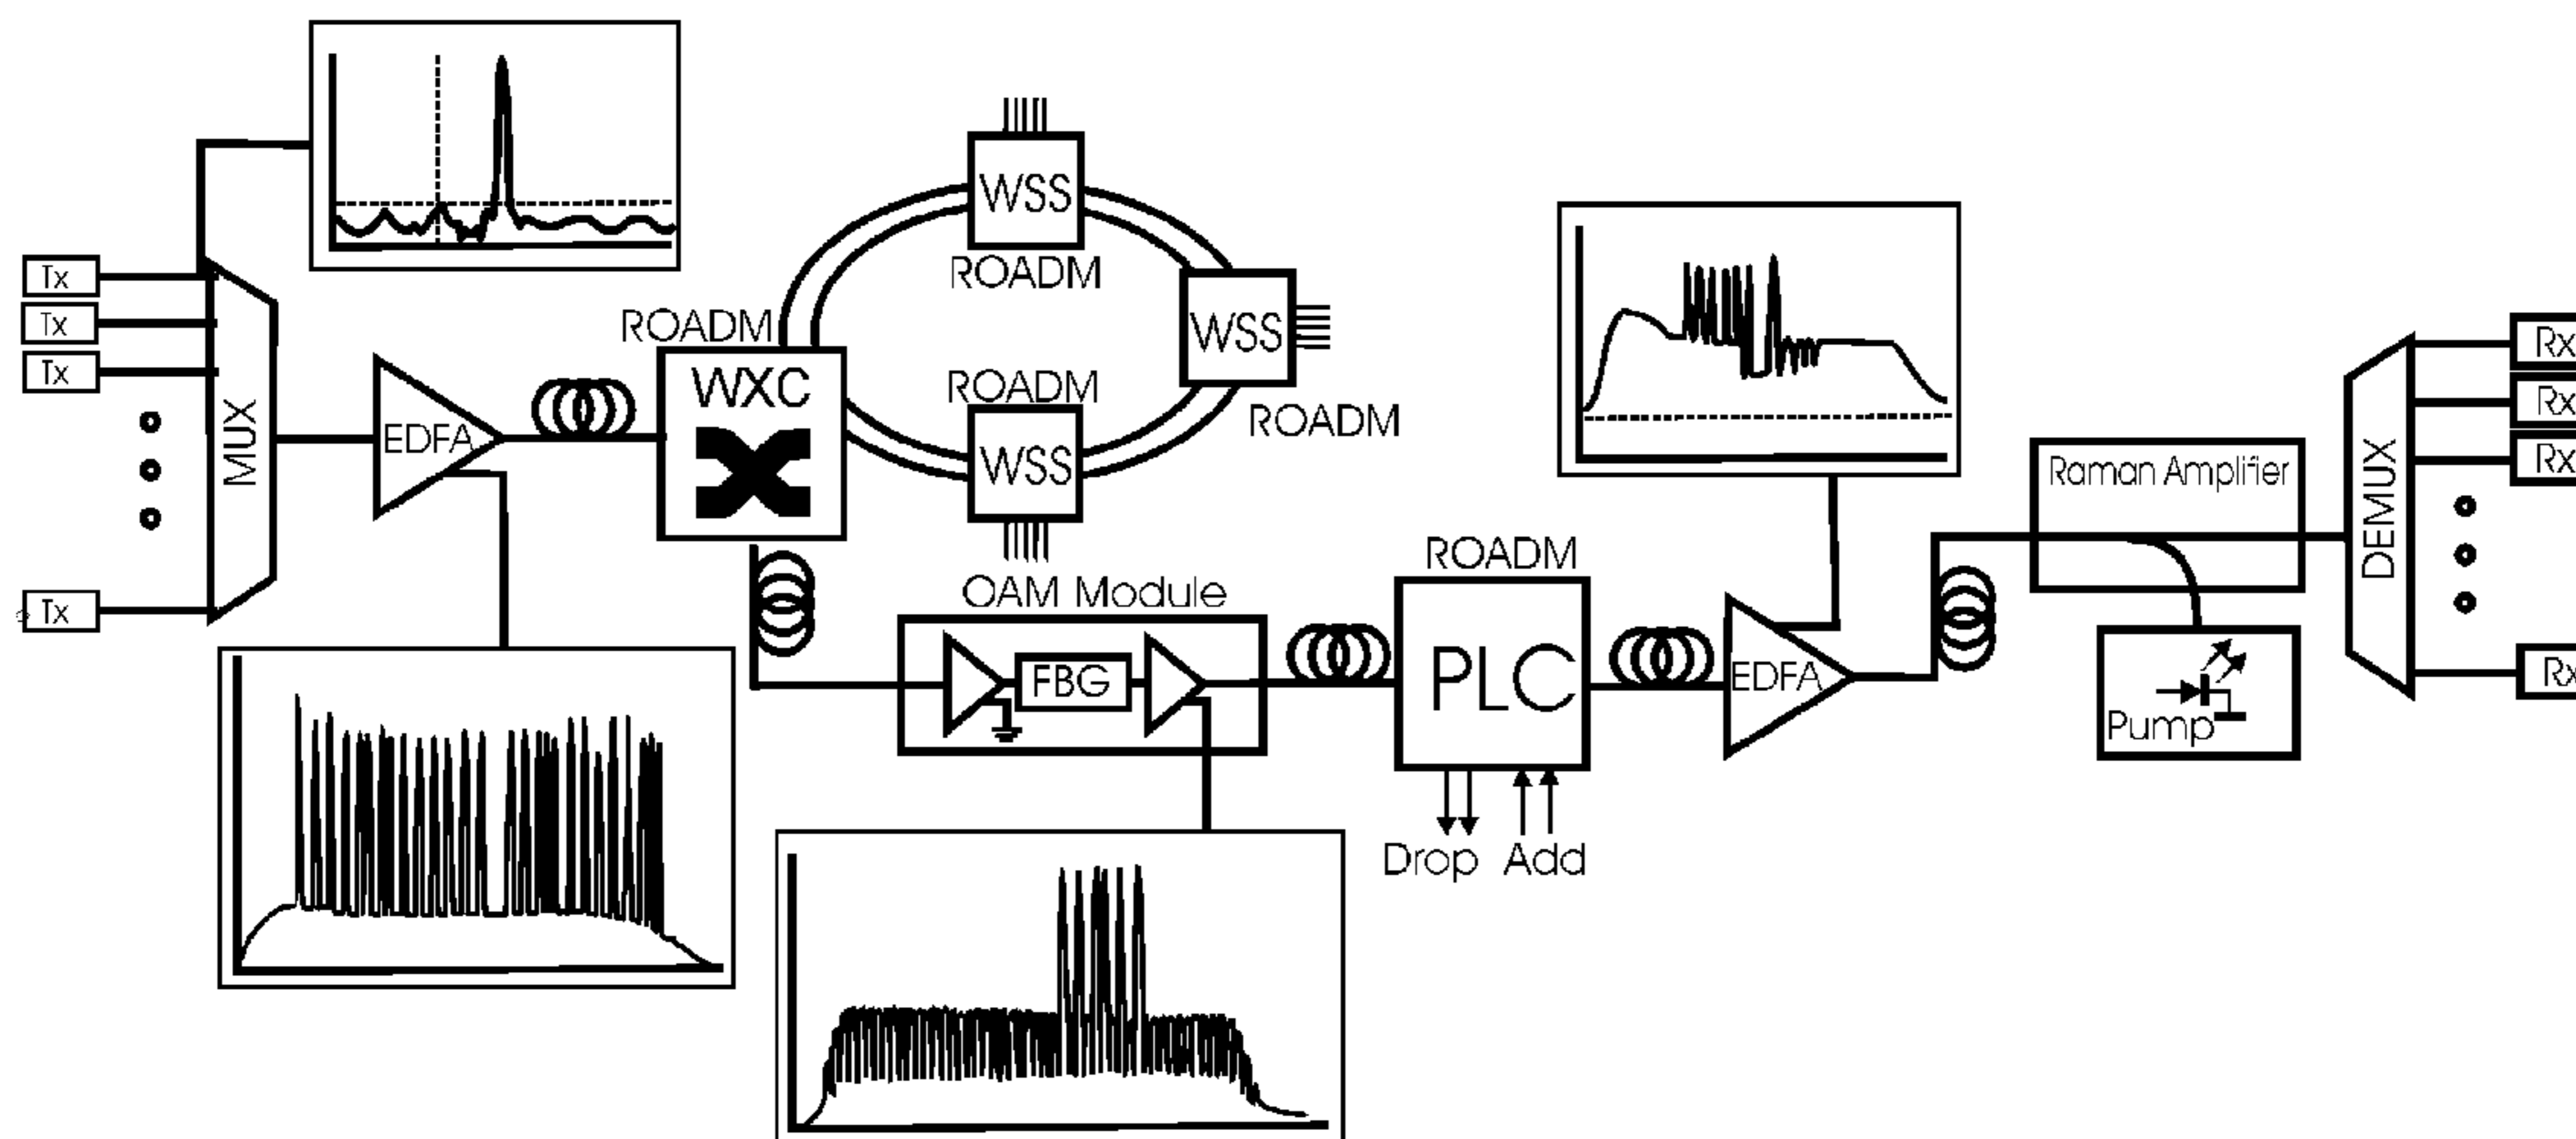 Tx
Tx
Tx
Tx
MUX
EDFA
ROADM
WXC
WSS
ROADM
WSS
ROADM
ROADM
WSS
OAM Module
FBG
ROADM
PLC
Drop Add
EDFA
Raman Amplifier
Pump
DEMUX
Rx
Rx
Rx
Rx